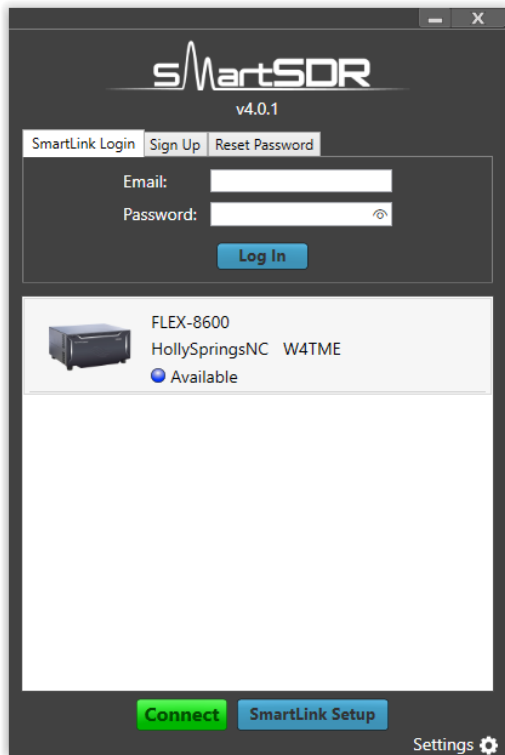 X
sMartSDR
v4.0.1
SmartLink Login Sign Up Reset Password
Email:
Password:
Log In
FLEX-8600
HollySpringsNC W4TME
Available
Connect SmartLink Setup
Settings